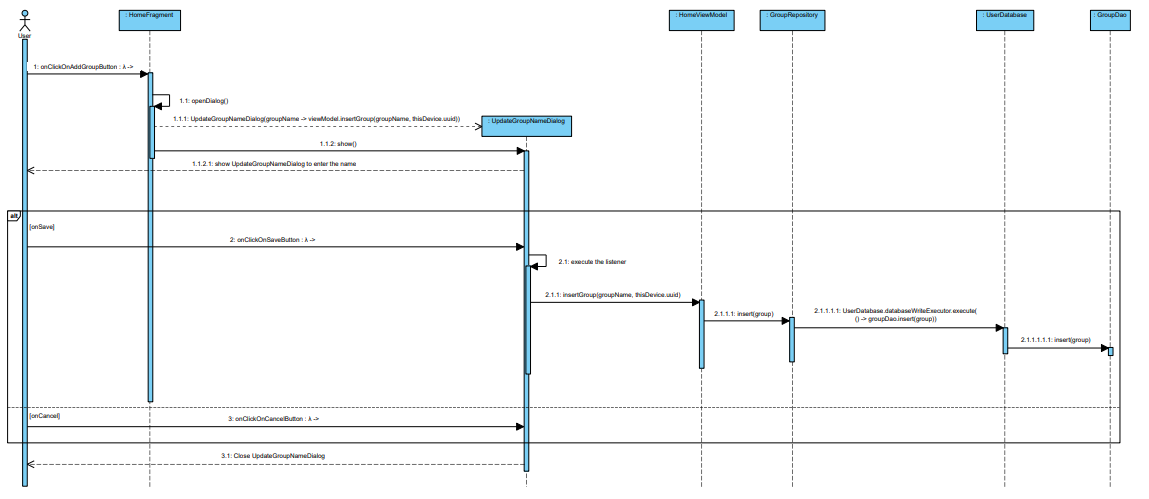 : HomeFragment
: HomeViewModel
: GroupRepository
: UserDatabase
: GroupDao
User
1: onClickOnAddGroupButton : λ ->
1.1: openDialog()
1.1.1: UpdateGroupNameDialog(groupName -> viewModel.insertGroup(groupName, thisDevice.uuid))
: UpdateGroupNameDialog
1.1.2: show()
1.1.2.1: show UpdateGroupNameDialog to enter the name
alt
[onSave]
2: onClickOnSaveButton : λ ->
2.1: execute the listener
2.1.1: insertGroup(groupName, thisDevice.uuid)
2.1.1.1: insert(group)
2.1.1.1.1: UserDatabase.databaseWriteExecutor.execute(
() -> groupDao.insert(group))
2.1.1.1.1.1: insert(group)
[onCancel]
3: onClickOnCancelButton : λ ->
3.1: Close UpdateGroupNameDialog